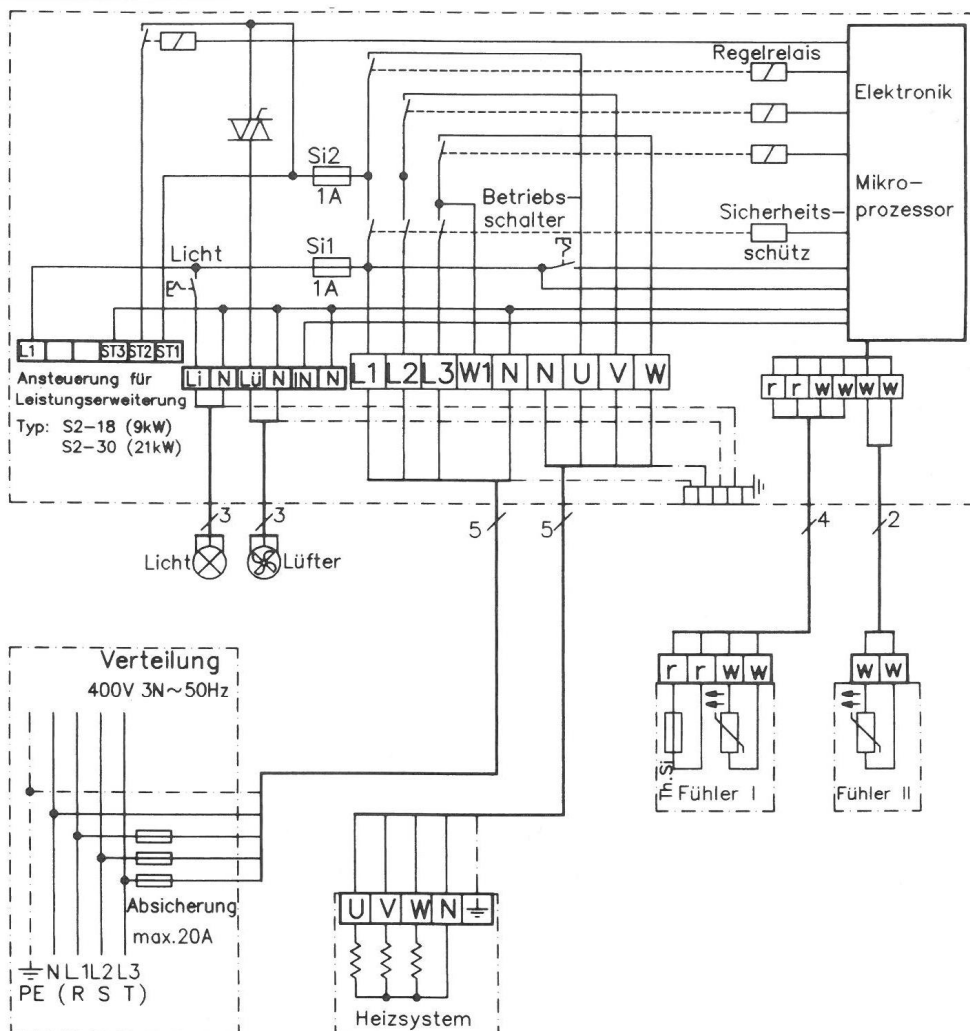 Regelrelais
Elektronik
Mikro-
prozessor
Si2
1A
Betriebs-
schalter
Sicherheits-
schütz
Licht
Si1
1A
L1 ST3 ST2 ST1
Li N Lü N IN N
L1 L2 L3 W1 N N U V W
r r w w w w
Ansteuerung für
Leistungserweiterung
Typ: S2-18 (9kW)
S2-30 (21kW)
3 3 5 5 4 2
Licht Lüfter
Verteilung
400V 3N~50Hz
r r w w
w w
Th.Si
Fühler I
Fühler II
Absicherung
max.20A
U V W N
N L1 L2 L3
PE (R S T)
Heizsystem